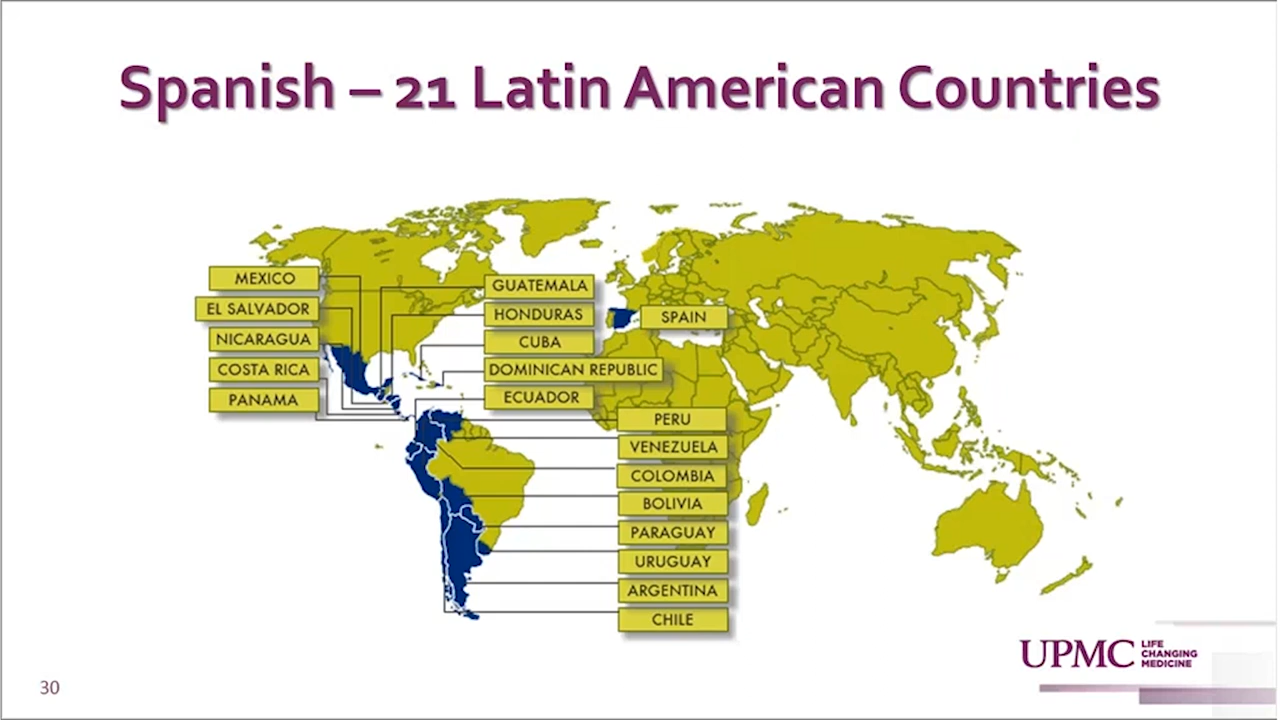 Spanish – 21 Latin American Countries
MEXICO
EL SALVADOR
NICARAGUA
COSTA RICA
PANAMA
GUATEMALA
HONDURAS
CUBA
DOMINICAN REPUBLIC
ECUADOR
SPAIN
PERU
VENEZUELA
COLOMBIA
BOLIVIA
PARAGUAY
URUGUAY
ARGENTINA
CHILE
UPMC
LIFE
CHANGING
MEDICINE
30